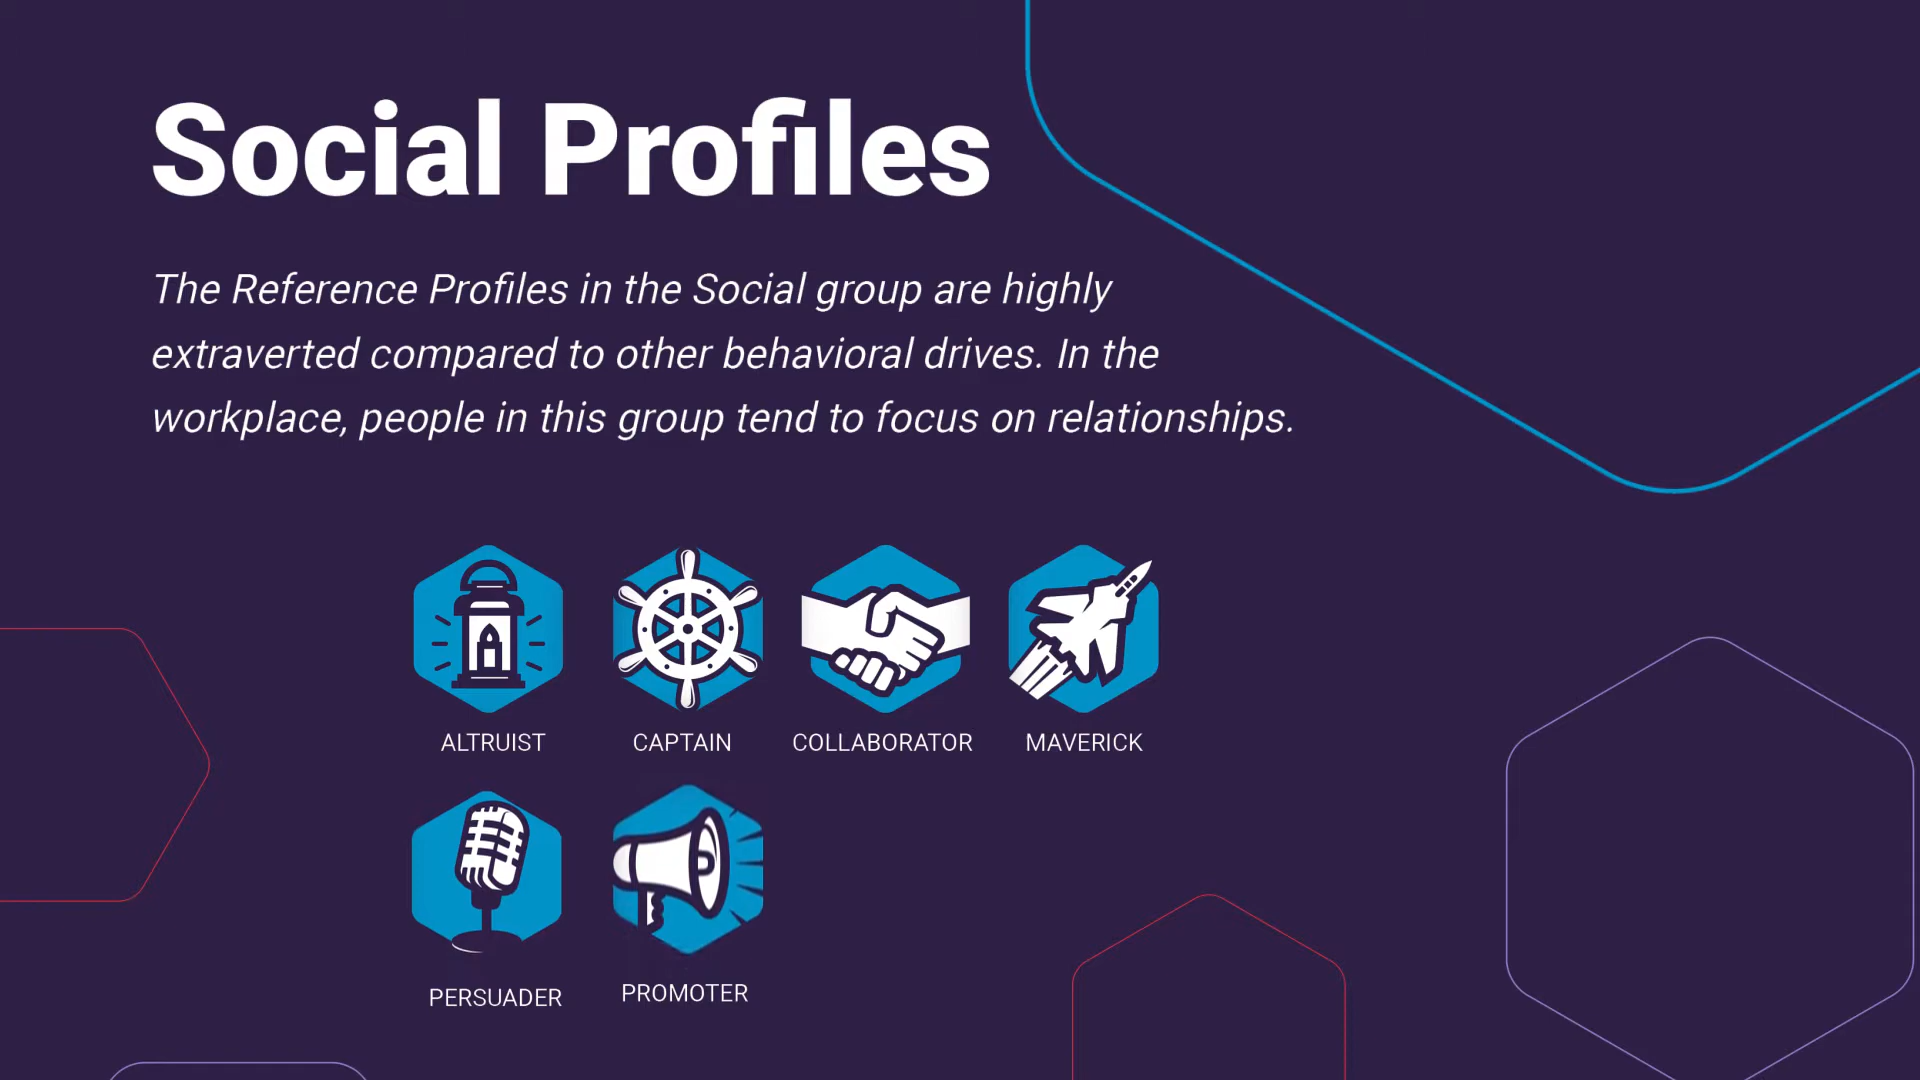 Social Profiles
The Reference Profiles in the Social group are highly
extraverted compared to other behavioral drives. In the
workplace, people in this group tend to focus on relationships.
ALTRUIST
CAPTAIN
COLLABORATOR
MAVERICK
PERSUADER
PROMOTER